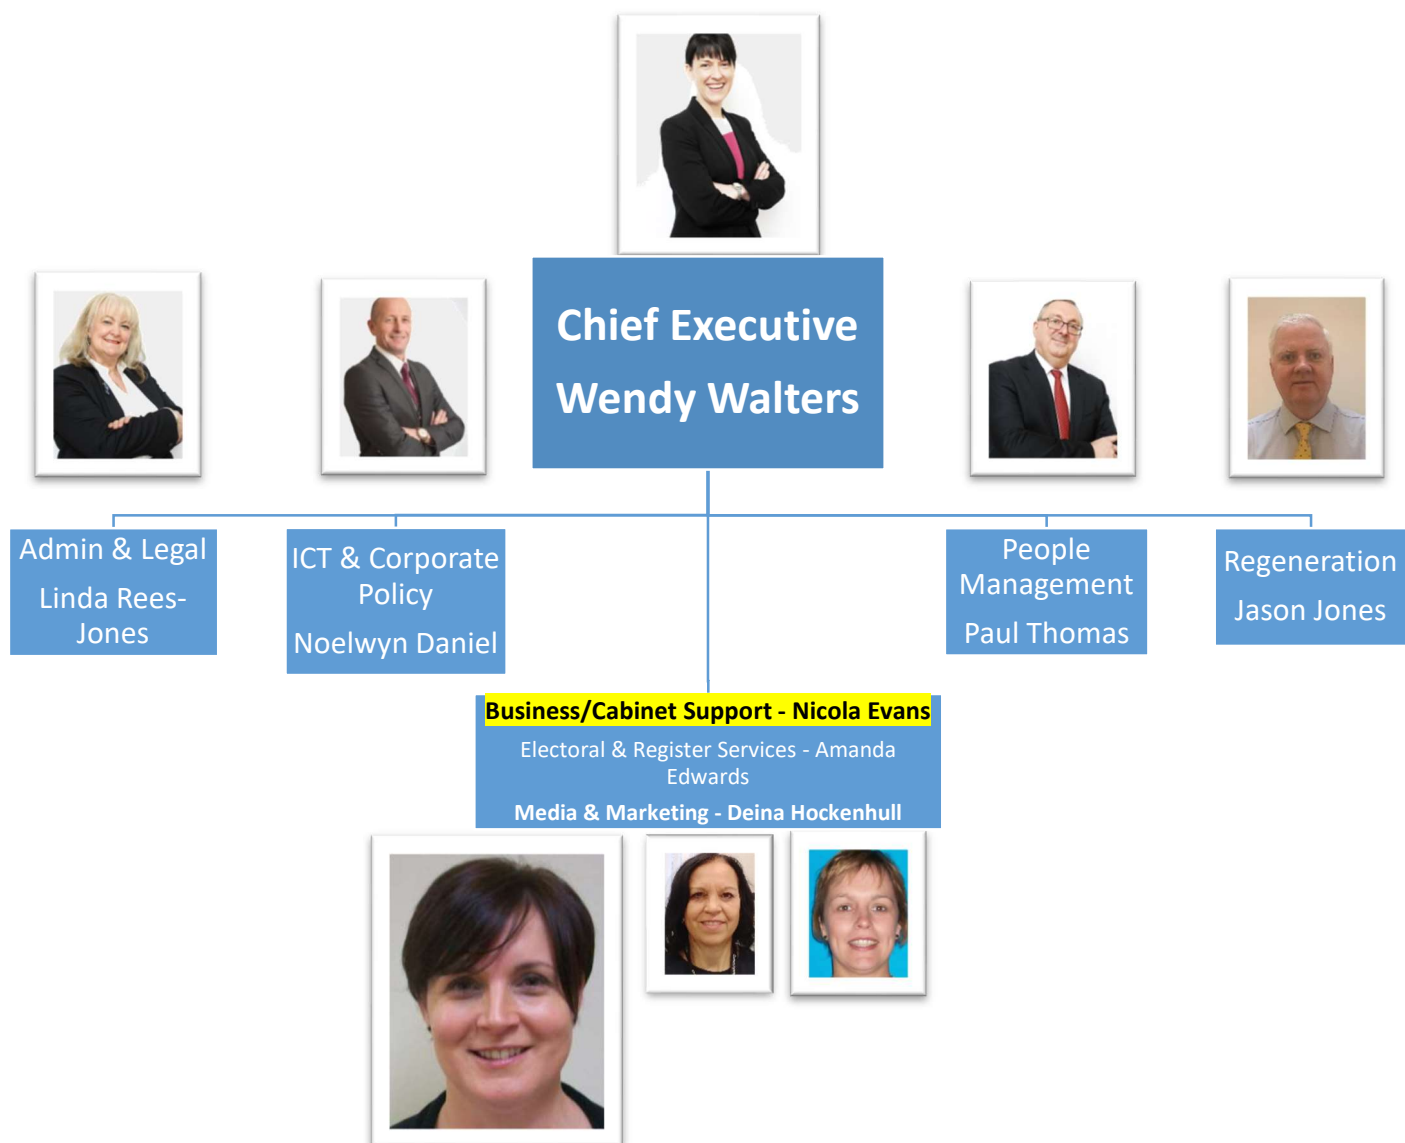 Chief Executive
Wendy Walters
Admin & Legal
Linda Rees-
Jones
ICT & Corporate
Policy
Noelwyn Daniel
People
Management
Paul Thomas
Regeneration
Jason Jones
Business/Cabinet Support - Nicola Evans
Electoral & Register Services - Amanda
Edwards
Media & Marketing - Deina Hockenhull